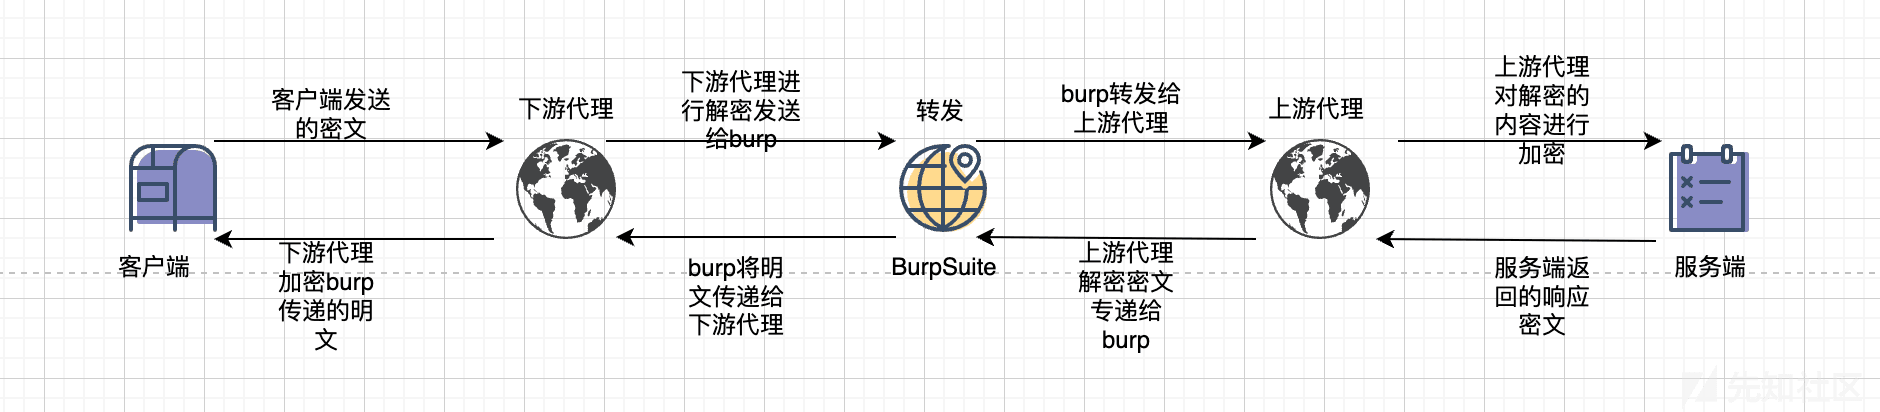 客户端发送
的密文
下游代理
下游代理进
行解密发送
给burp
转发
burp转发给
上游代理
上游代理
上游代理
对解密的
内容进行
加密
客户端
下游代理
加密burp
传递的明
文
burp将明
文传递给
下游代理
BurpSuite
上游代理
解密密文
专递给
burp
服务端返
回的响应
密文
服务端
先知社区